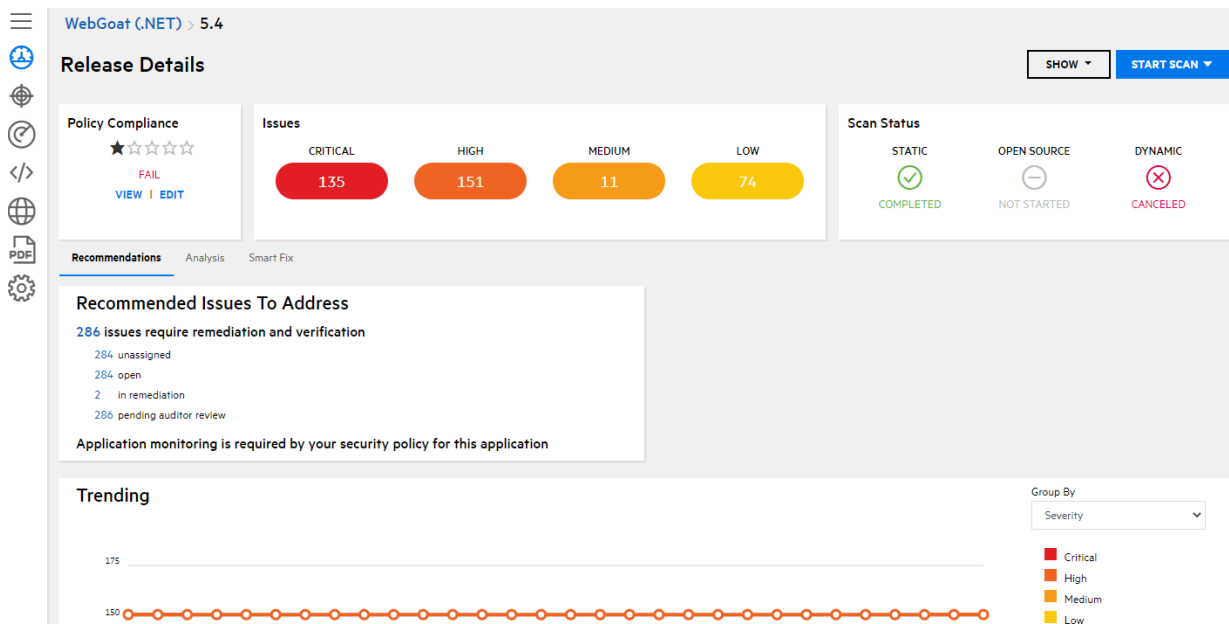 WebGoat (.NET) > 5.4
Release Details
SHOW
START SCAN
Policy Compliance
FAIL
VIEW | EDIT
Issues
CRITICAL HIGH MEDIUM LOW
135 151 11 74
Scan Status
STATIC OPEN SOURCE DYNAMIC
COMPLETED NOT STARTED CANCELED
PDF
Recommendations Analysis Smart Fix
Recommended Issues To Address
286 issues require remediation and verification
284 unassigned
284 open
2 in remediation
286 pending auditor review
Application monitoring is required by your security policy for this application
Trending
Group By
Severity
175
150
Critical
High
Medium
Low